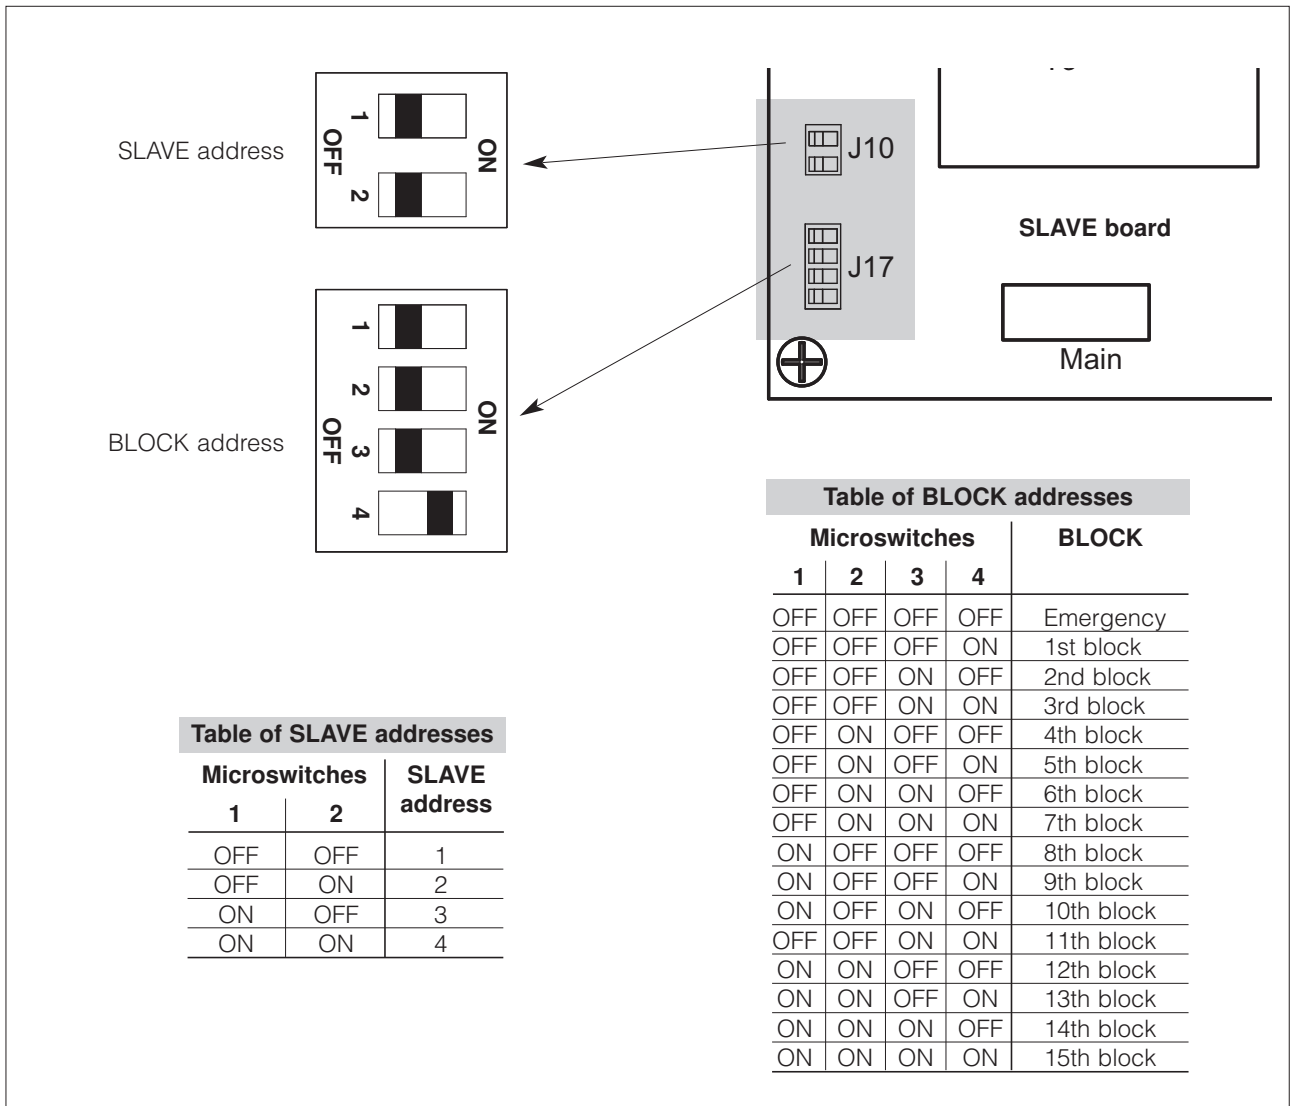 SLAVE address
1
2
OFF
ON
J10
J17
SLAVE board
Main
BLOCK address
1
2
3
4
OFF
ON
Table of BLOCK addresses
Microswitches BLOCK
1 2 3 4
OFF OFF OFF OFF Emergency
OFF OFF OFF ON 1st block
OFF OFF ON OFF 2nd block
OFF OFF ON ON 3rd block
OFF ON OFF OFF 4th block
OFF ON OFF ON 5th block
OFF ON ON OFF 6th block
OFF ON ON ON 7th block
ON OFF OFF OFF 8th block
ON OFF OFF ON 9th block
ON OFF ON OFF 10th block
OFF OFF ON ON 11th block
ON ON OFF OFF 12th block
ON ON OFF ON 13th block
ON ON ON OFF 14th block
ON ON ON ON 15th block
Table of SLAVE addresses
Microswitches SLAVE
address
1 2
OFF OFF 1
OFF ON 2
ON OFF 3
ON ON 4